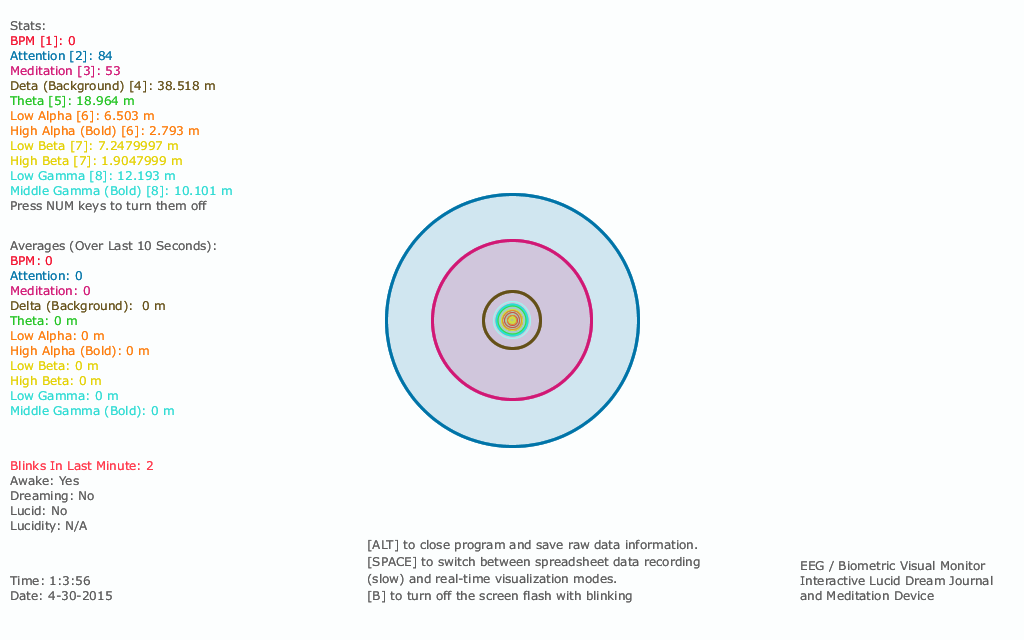 Stats:
BPM [1]: 0
Attention [2]: 84
Meditation [3]: 53
Deta (Background) [4]: 38.518 m
Theta [5]: 18.964 m
Low Alpha [6]: 6.503 m
High Alpha (Bold) [6]: 2.793 m
Low Beta [7]: 7.2479997 m
High Beta [7]: 1.9047999 m
Low Gamma [8]: 12.193 m
Middle Gamma (Bold) [8]: 10.101 m
Press NUM keys to turn them off
Averages (Over Last 10 Seconds):
BPM: 0
Attention: 0
Meditation: 0
Delta (Background):  0 m
Theta: 0 m
Low Alpha: 0 m
High Alpha (Bold): 0 m
Low Beta: 0 m
High Beta: 0 m
Low Gamma: 0 m
Middle Gamma (Bold): 0 m
Blinks In Last Minute: 2
Awake: Yes
Dreaming: No
Lucid: No
Lucidity: N/A
Time: 1:3:56
Date: 4-30-2015
[ALT] to close program and save raw data information.
[SPACE] to switch between spreadsheet data recording
(slow) and real-time visualization modes.
[B] to turn off the screen flash with blinking
EEG / Biometric Visual Monitor
Interactive Lucid Dream Journal
and Meditation Device